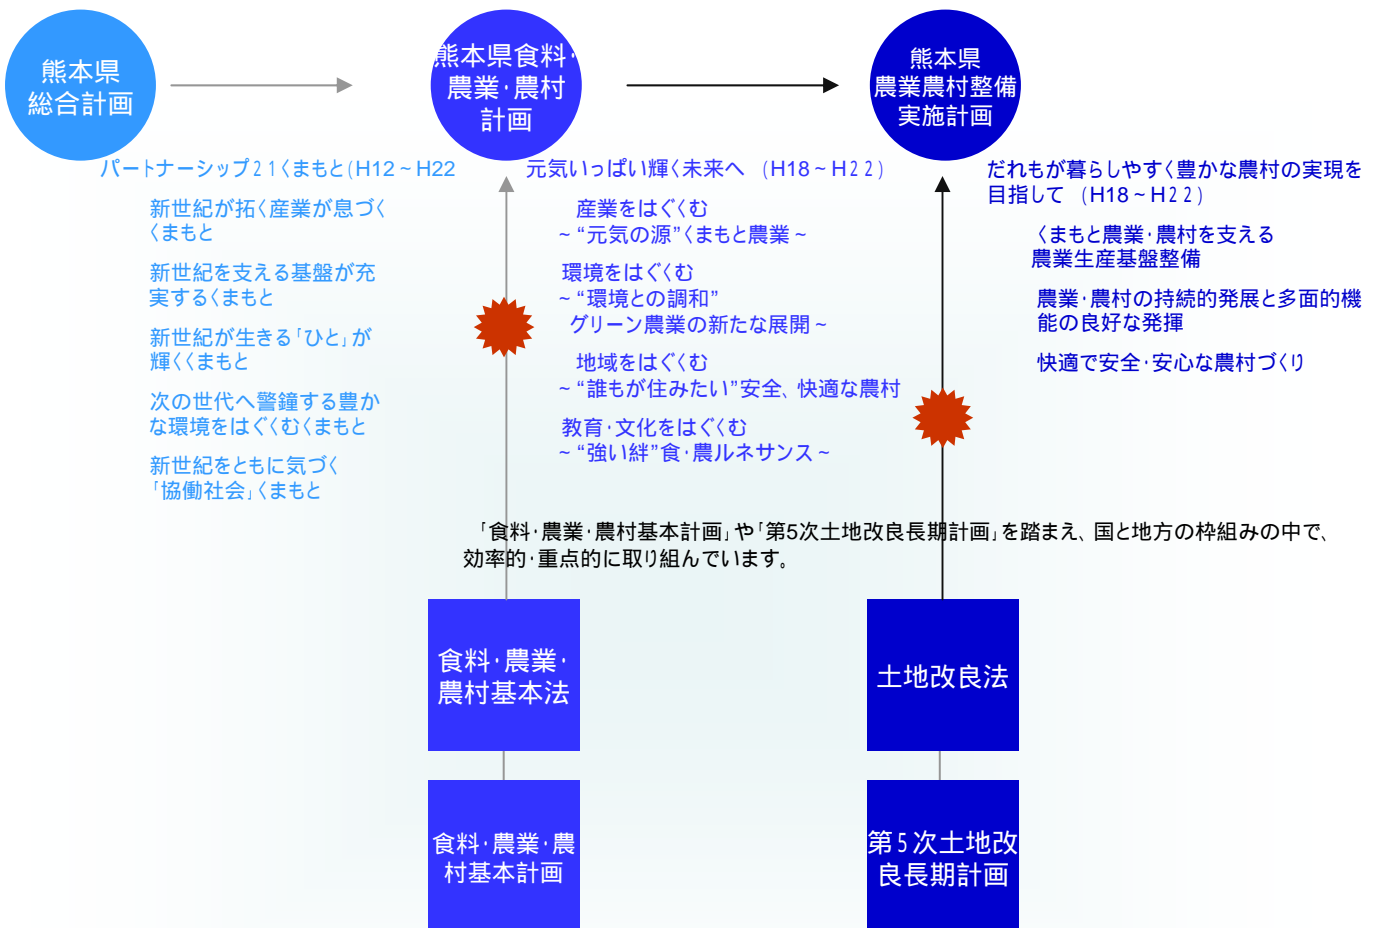 熊本県
総合計画
熊本県食料・
農業・農村
計画
熊本県
農業農村整備
実施計画
パートナーシップ21くまもと(H12～H22
新世紀が拓く産業が息づく
くまもと
新世紀を支える基盤が充
実するくまもと
新世紀が生きる「ひと」が
輝くくまもと
次の世代へ警鐘する豊か
な環境をはぐくむくまもと
新世紀をともに気づく
「協働社会」くまもと
元気いっぱい輝く未来へ (H18～H22)
産業をはぐくむ
～“元気の源”くまもと農業～
環境をはぐくむ
～“環境との調和”
グリーン農業の新たな展開～
地域をはぐくむ
～“誰もが住みたい”安全、快適な農村
教育・文化をはぐくむ
～“強い絆”食・農ルネサンス～
だれもが暮らしやすく豊かな農村の実現を
目指して (H18～H22)
くまもと農業・農村を支える
農業生産基盤整備
農業・農村の持続的発展と多面的機
能の良好な発揮
快適で安全・安心な農村づくり
「食料・農業・農村基本計画」や「第5次土地改良長期計画」を踏まえ、国と地方の枠組みの中で、
効率的・重点的に取り組んでいます。
食料・農業・
農村基本法
土地改良法
食料・農業・農
村基本計画
第5次土地改
良長期計画